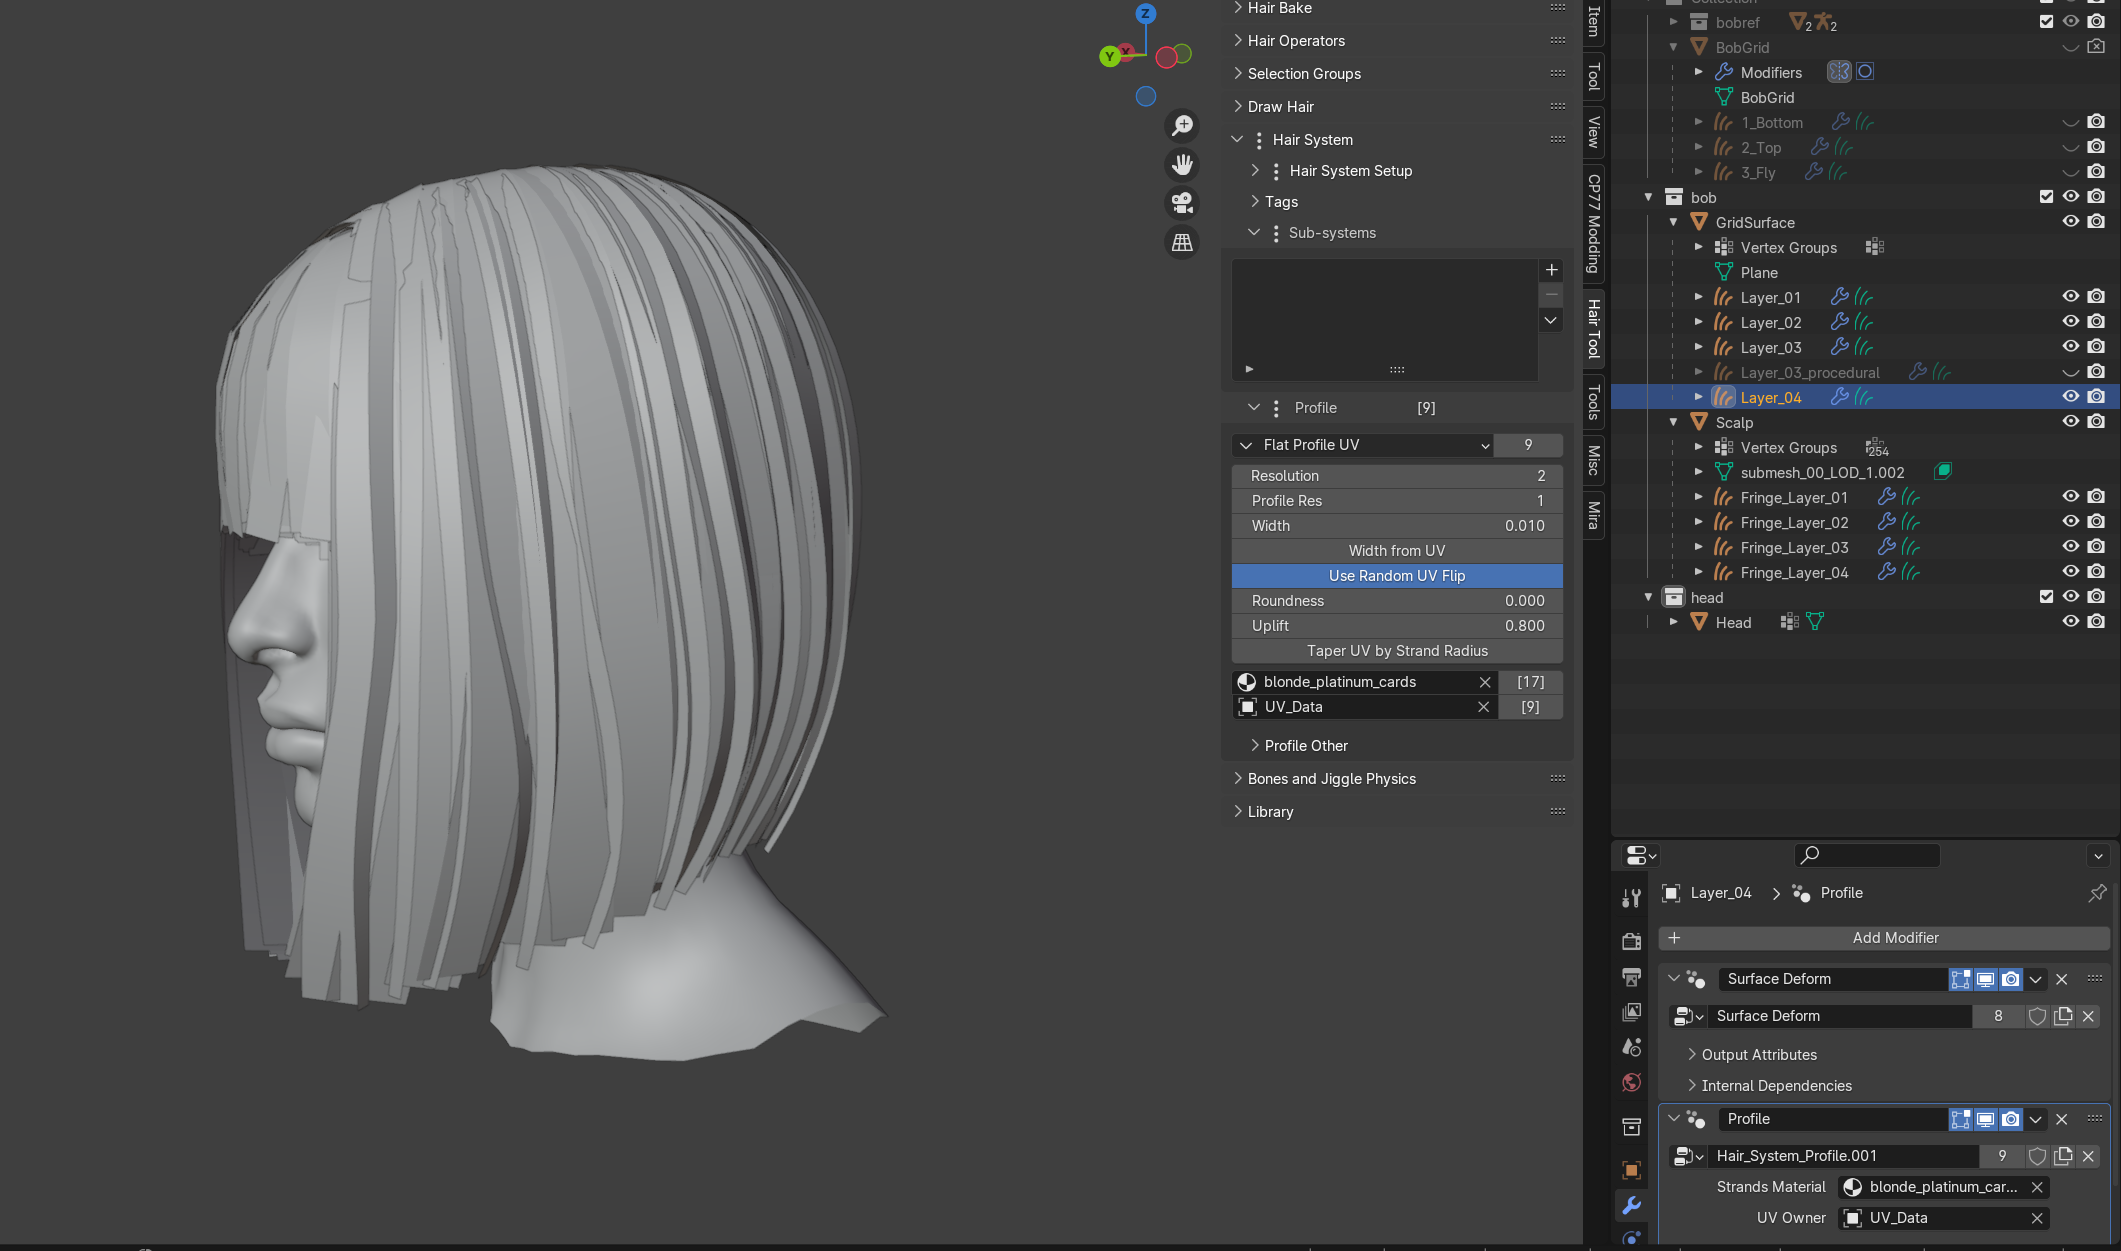 Z
Y
X
Hair Bake
Hair Operators
Selection Groups
Draw Hair
Hair System
Hair System Setup
Tags
Sub-systems
Profile [9]
Flat Profile UV 9
Resolution 2
Profile Res 1
Width 0.010
Width from UV
Use Random UV Flip
Roundness 0.000
Uplift 0.800
Taper UV by Strand Radius
blonde_platinum_cards [17]
UV_Data [9]
Profile Other
Bones and Jiggle Physics
Library
Item
Tool
View
CP77 Modding
Hair Tool
Tools
Misc
Mira
Collection
bobref 2 2
BobGrid
Modifiers
BobGrid
1_Bottom
2_Top
3_Fly
bob
GridSurface
Vertex Groups
Plane
Layer_01
Layer_02
Layer_03
Layer_03_procedural
Layer_04
Scalp
Vertex Groups 254
submesh_00_LOD_1.002
Fringe_Layer_01
Fringe_Layer_02
Fringe_Layer_03
Fringe_Layer_04
head
Head
Layer_04 Profile
Add Modifier
Surface Deform
Surface Deform 8
Output Attributes
Internal Dependencies
Profile
Hair_System_Profile.001 9
Strands Material blonde_platinum_car...
UV Owner UV_Data